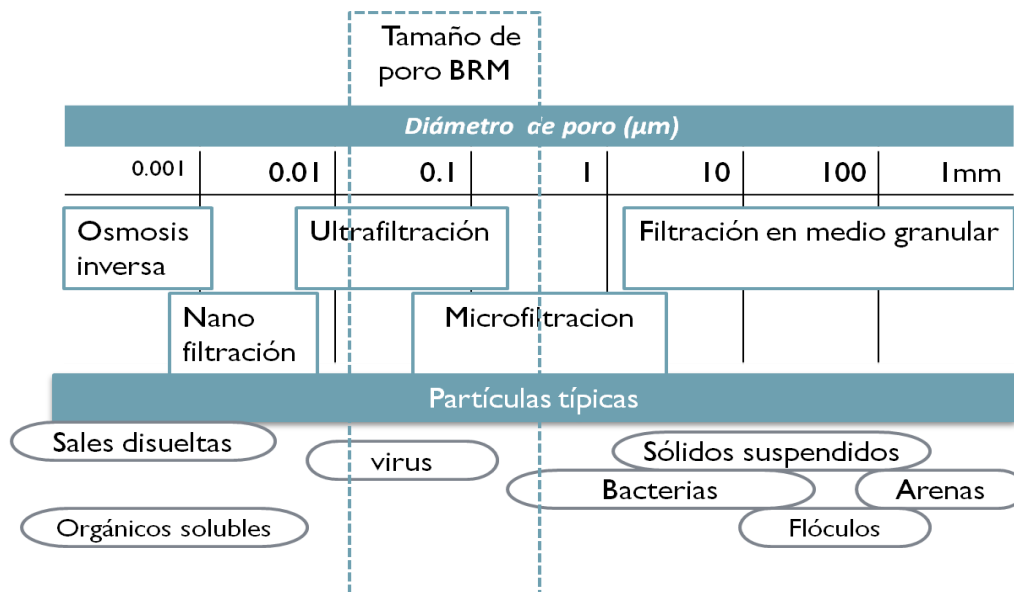 Tamaño de
poro BRM
Diámetro de poro (µm)
0.001 0.01 0.1 1 10 100 1mm
Osmosis
inversa
Ultrafiltración
Filtración en medio granular
Nano
filtración
Microfiltracion
Partículas típicas
Sales disueltas
virus
Sólidos suspendidos
Bacterias
Arenas
Orgánicos solubles
Flóculos